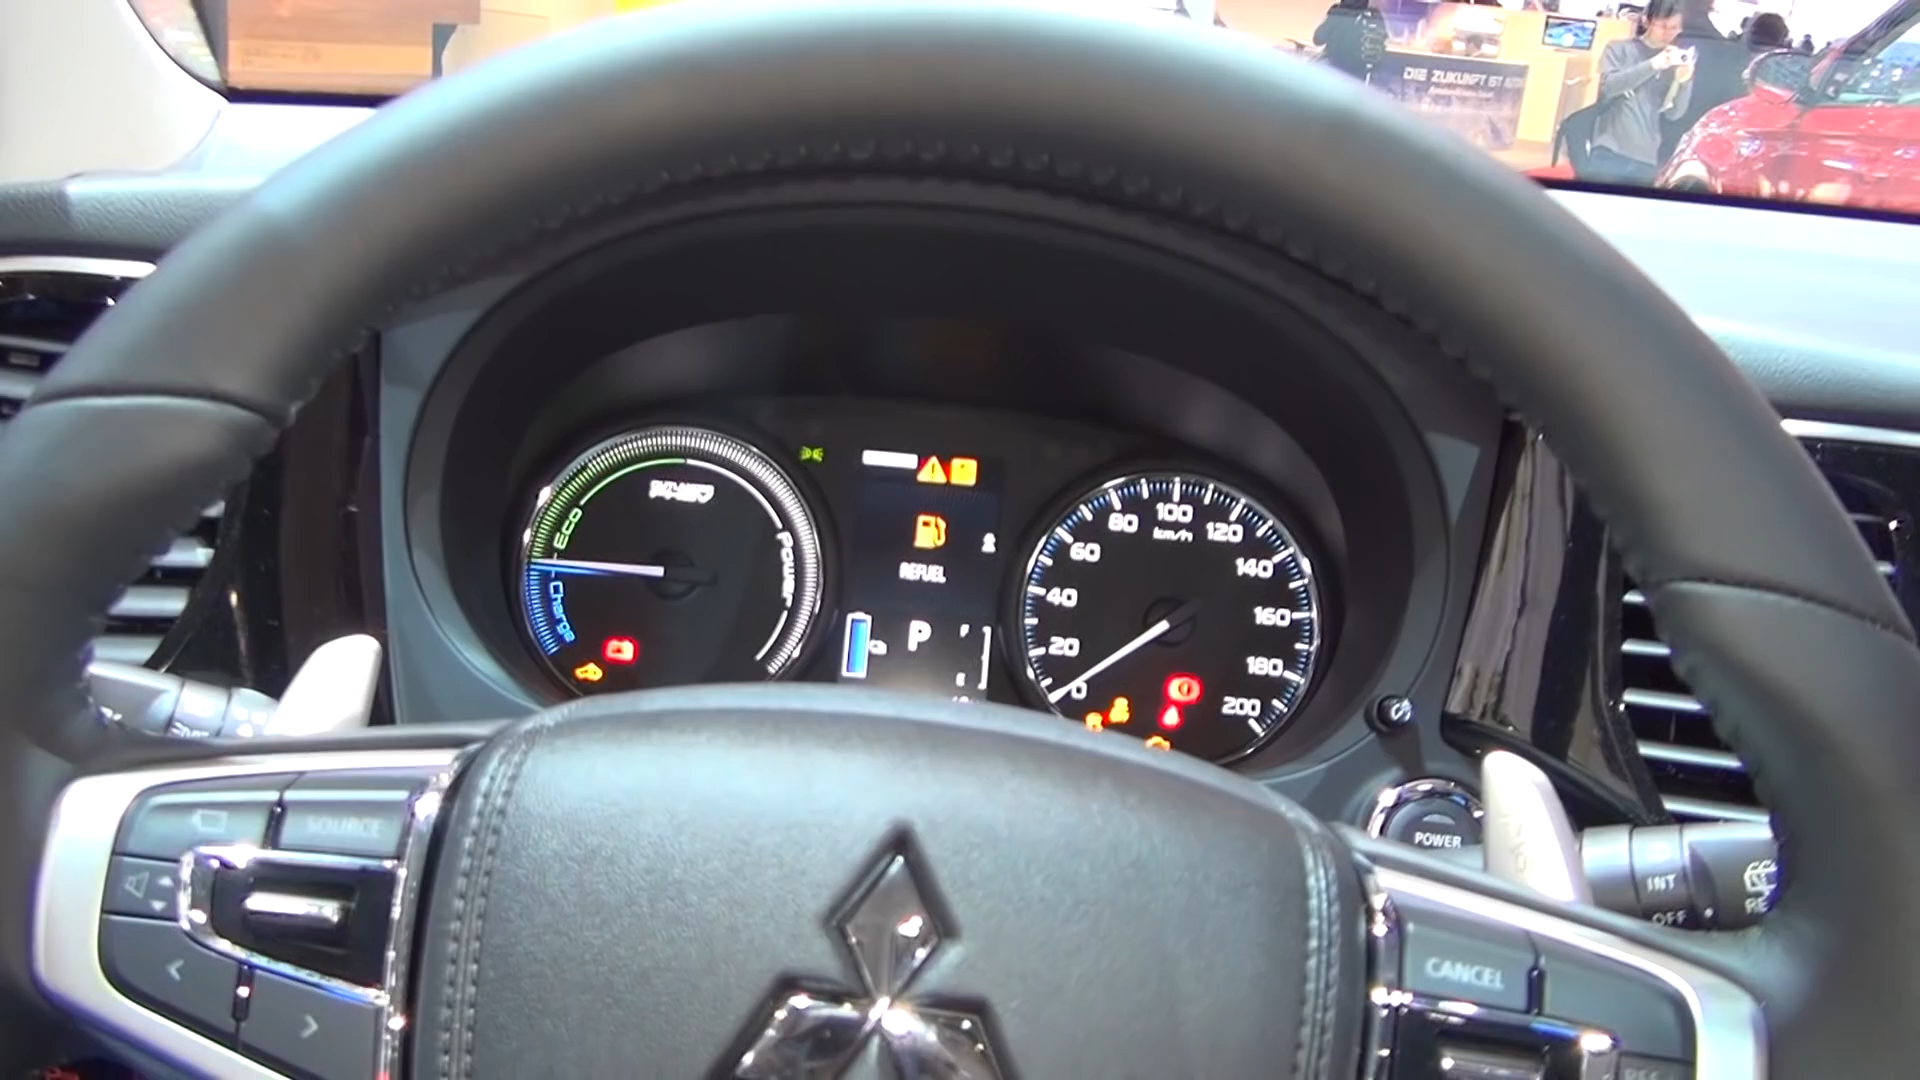 DIE ZUKUNFT IST
Eco
Charge
Power
REFUEL
P
0
20
40
60
80
100
120
140
160
180
200
km/h
POWER
SOURCE
INT
OFF
CANCEL